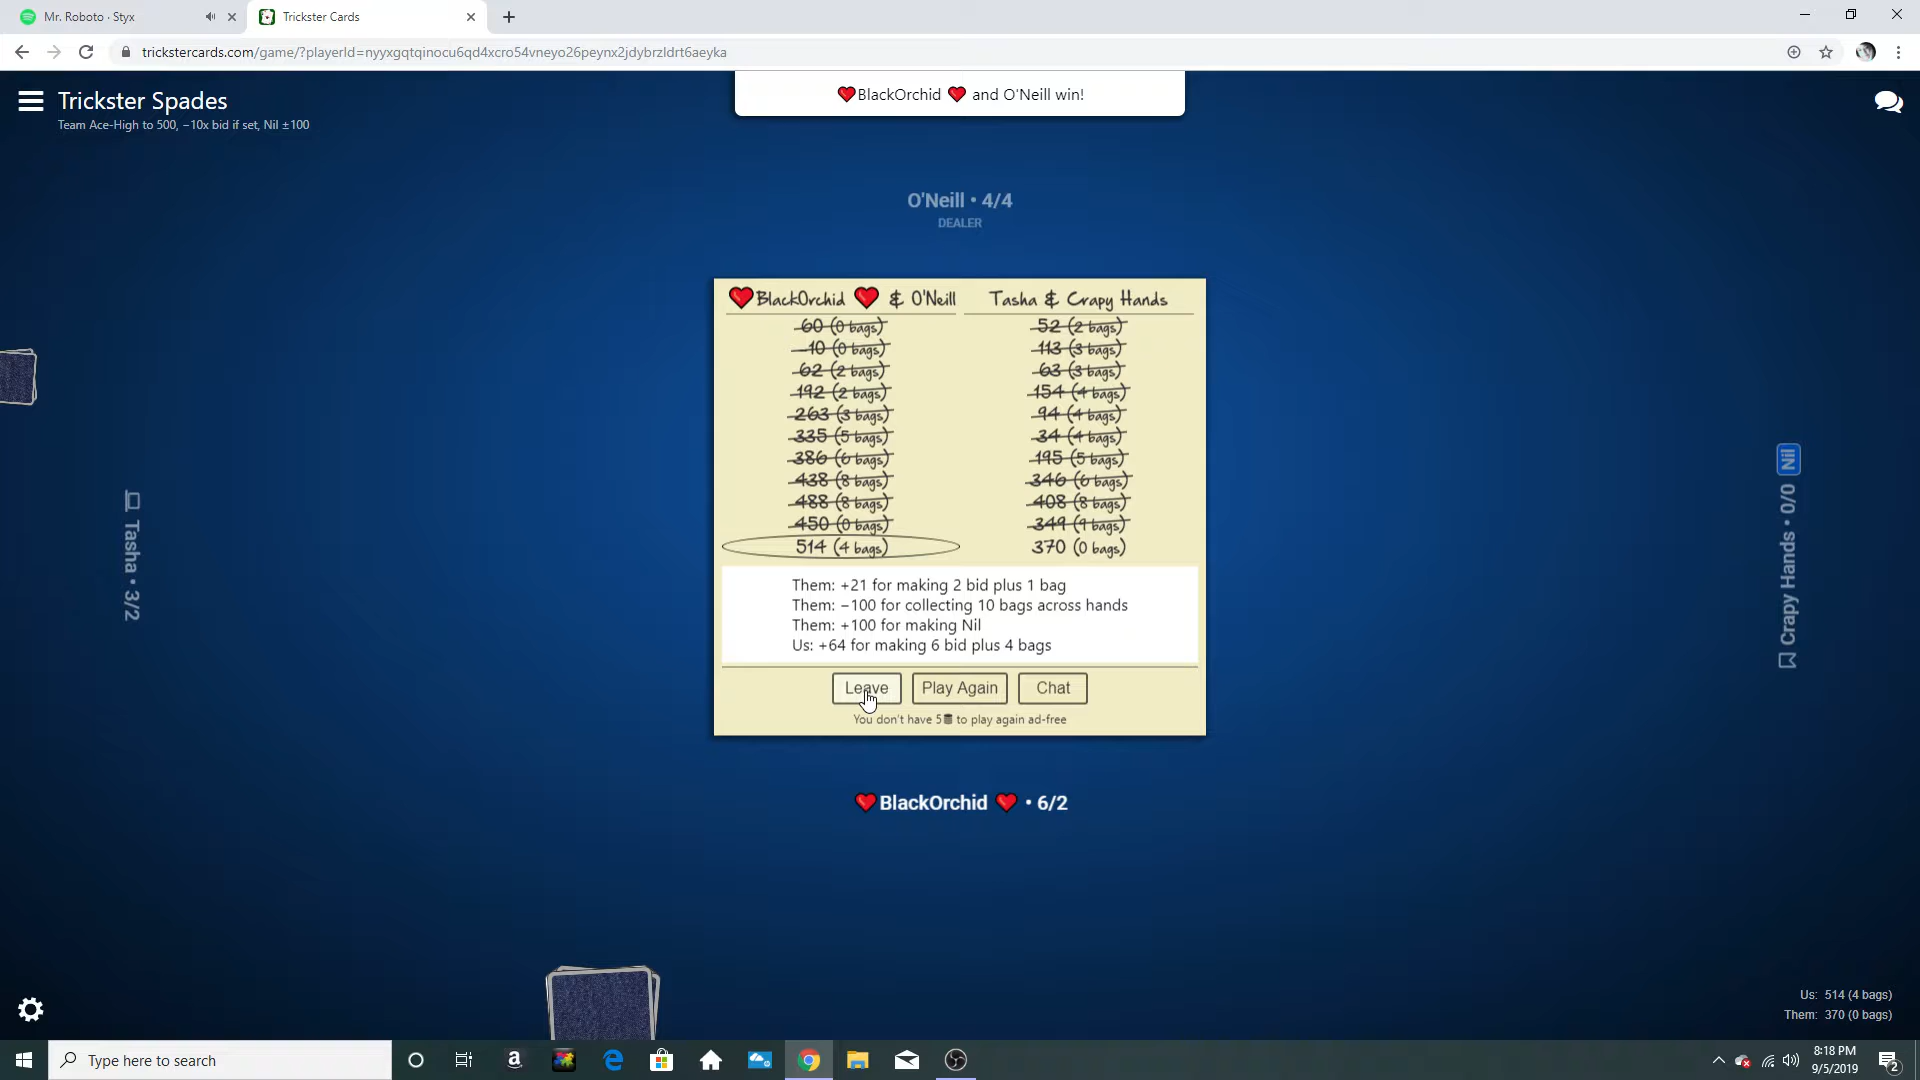 Mr. Roboto · Styx
Trickster Cards
trickstercards.com/game/?playerId=nyyxgqtqinocu6qd4xcro54vneyo26peynx2jdybrzldrt6aeyka
Trickster Spades
Team Ace-High to 500, −10x bid if set, Nil ±100
❤BlackOrchid ❤ and O'Neill win!
O'Neill • 4/4
DEALER
❤BlackOrchid ❤ & O'Neill
Tasha & Crapy Hands
60 (0 bags) 52 (2 bags)
-10 (0 bags) 113 (3 bags)
62 (2 bags) 63 (3 bags)
192 (2 bags) 154 (4 bags)
263 (3 bags) 94 (4 bags)
335 (5 bags) 34 (4 bags)
386 (6 bags) 195 (5 bags)
438 (8 bags) 346 (6 bags)
488 (8 bags) 408 (8 bags)
450 (0 bags) 349 (9 bags)
514 (4 bags) 370 (0 bags)
Them: +21 for making 2 bid plus 1 bag
Them: −100 for collecting 10 bags across hands
Them: +100 for making Nil
Us: +64 for making 6 bid plus 4 bags
Leave Play Again Chat
You don't have 5 to play again ad-free
Tasha • 3/2
Crapy Hands • 0/0 Nil
❤BlackOrchid ❤ • 6/2
Us: 514 (4 bags)
Them: 370 (0 bags)
Type here to search
8:18 PM
9/5/2019
2